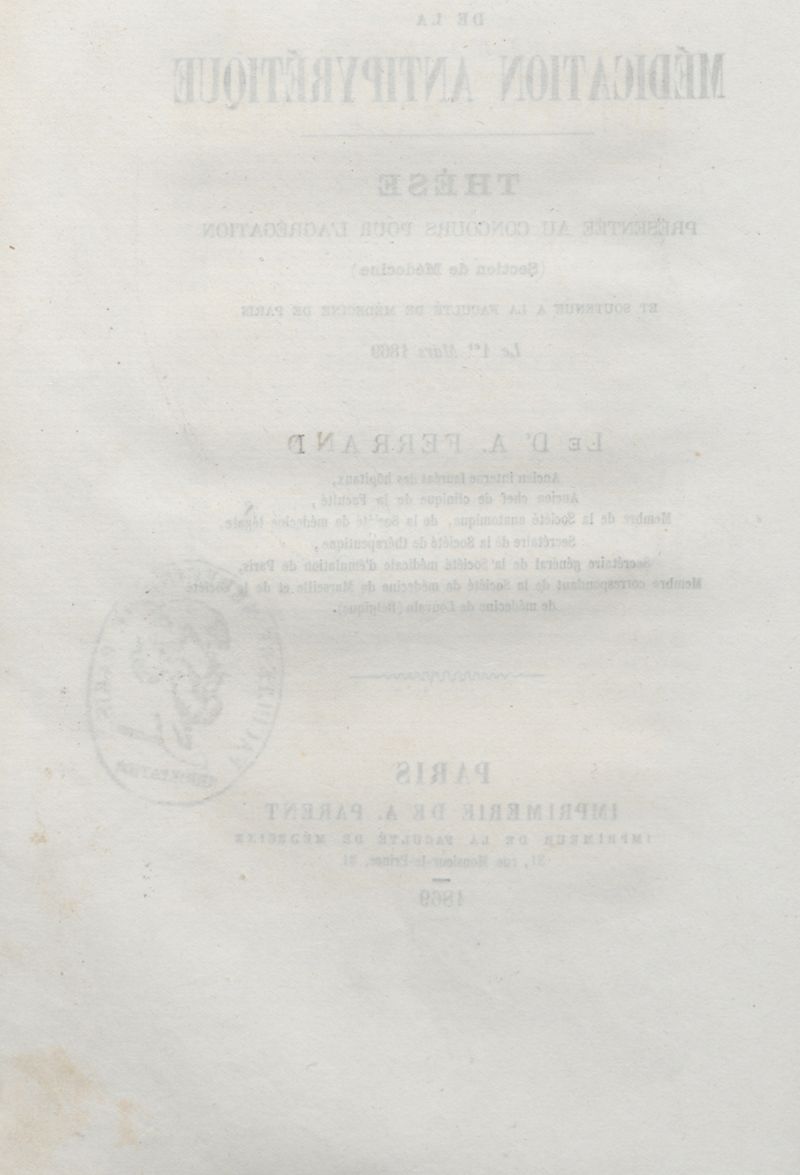 DE LA
MÉDICATION ANTIPYRÉTIQUE
THÈSE
PRÉSENTÉE AU CONCOURS POUR L'AGRÉGATION
(Section de Médecine)
ET SOUTENUE A LA FACULTÉ DE MÉDECINE DE PARIS
Le 1er Mars 1869
LE Dr A. FERRAND
Ancien interne lauréat des hôpitaux,
Ancien chef de clinique de la Faculté,
Membre de la Société anatomique, de la Société de médecine légale,
Secrétaire de la Société de thérapeutique,
Secrétaire général de la Société médicale d'émulation de Paris,
Membre correspondant de la Société de médecine de Marseille et de la Société
de médecine de Louvain (Belgique).
PARIS
IMPRIMERIE DE A. PARENT
IMPRIMEUR DE LA FACULTÉ DE MÉDECINE
31, rue Monsieur-le-Prince, 31
1869